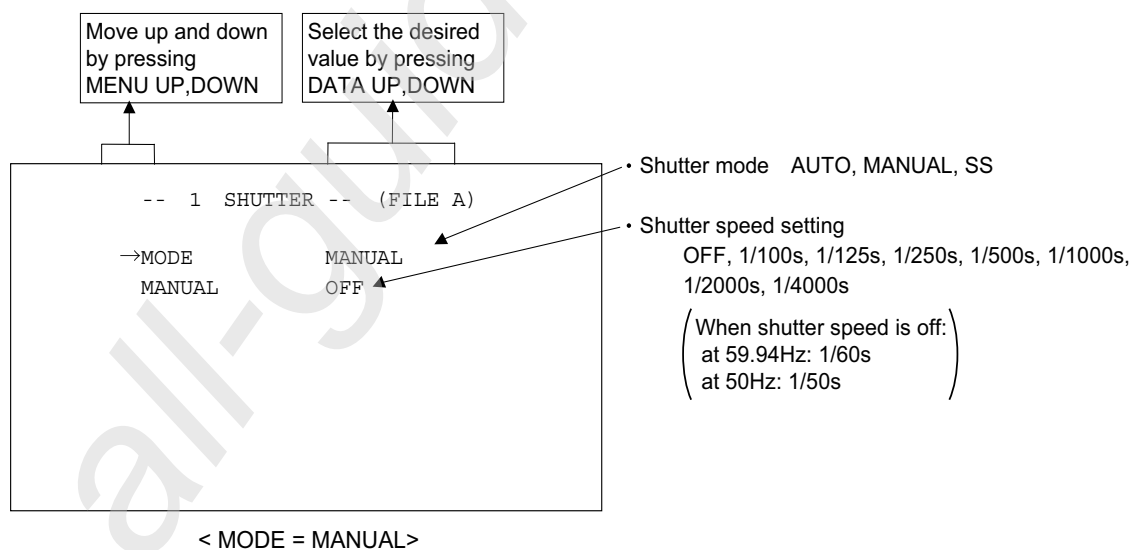 Move up and down
by pressing
MENU UP,DOWN
Select the desired
value by pressing
DATA UP,DOWN
-- 1 SHUTTER -- (FILE A)
→MODE MANUAL
MANUAL OFF
• Shutter mode AUTO, MANUAL, SS
• Shutter speed setting
OFF, 1/100s, 1/125s, 1/250s, 1/500s, 1/1000s,
1/2000s, 1/4000s
When shutter speed is off:
at 59.94Hz: 1/60s
at 50Hz: 1/50s
< MODE = MANUAL>
all-guid